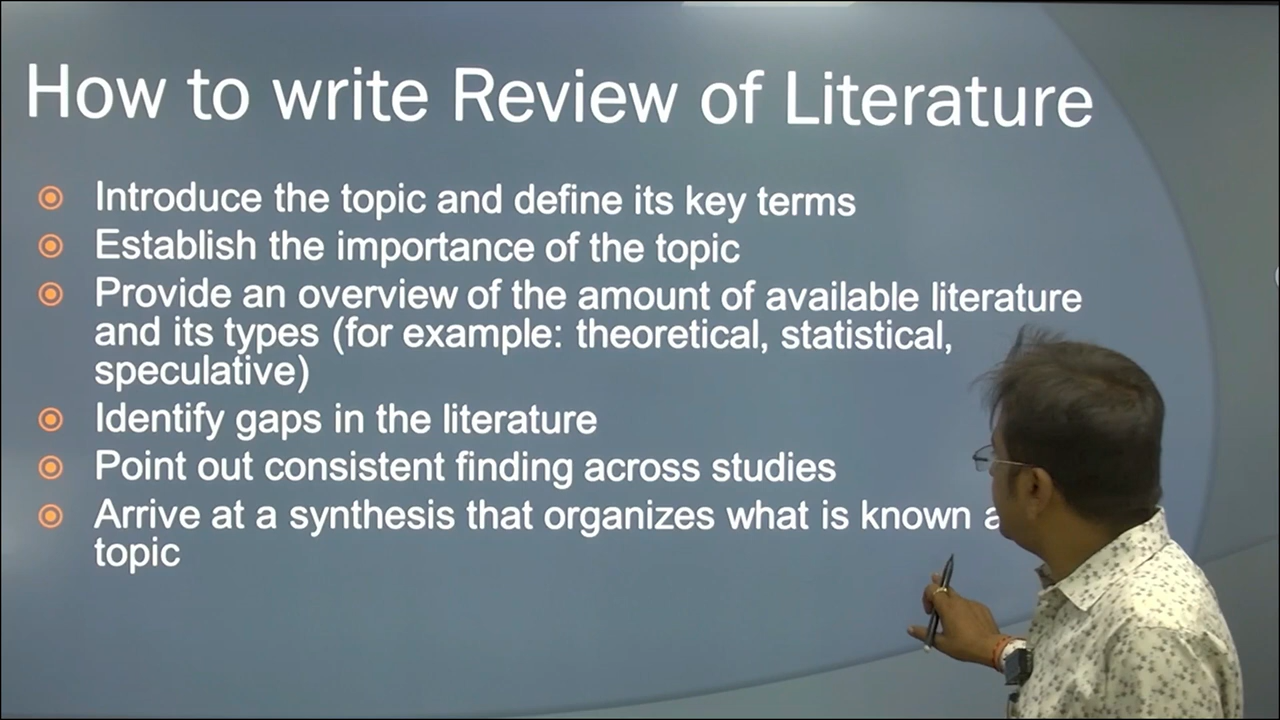 How to write Review of Literature
Introduce the topic and define its key terms
Establish the importance of the topic
Provide an overview of the amount of available literature
and its types (for example: theoretical, statistical,
speculative)
Identify gaps in the literature
Point out consistent finding across studies
Arrive at a synthesis that organizes what is known
topic